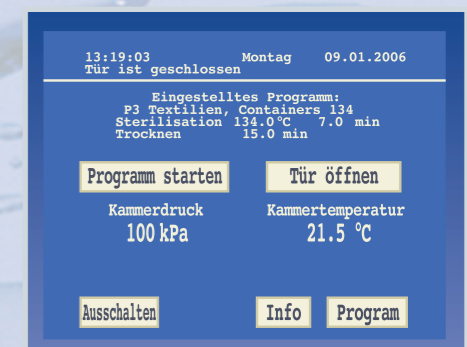 13:19:03 Montag 09.01.2006
Tür ist geschlossen
Eingestelltes Programm:
P3 Textilien, Containers 134
Sterilisation 134.0°C 7.0 min
Trocknen 15.0 min
Programm starten Tür öffnen
Kammerdruck Kammertemperatur
100 kPa 21.5 °C
Ausschalten Info Program